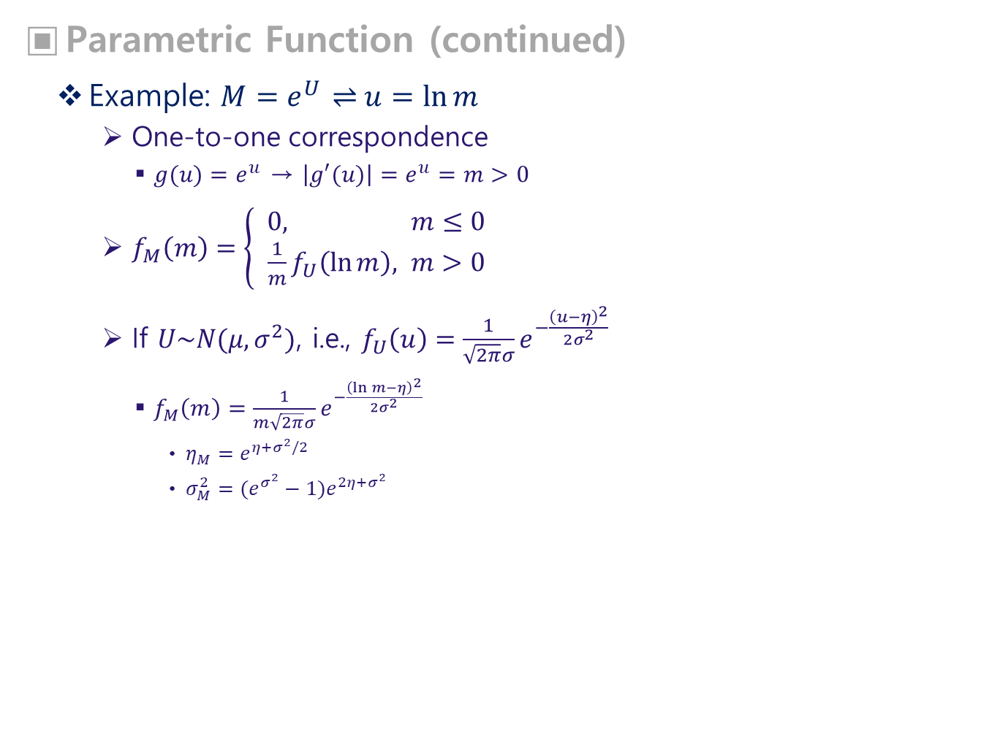 ▣ Parametric Function (continued)
❖ Example: $M = e^U \rightleftharpoons u = \ln m$
➢ One-to-one correspondence
▪ $g(u) = e^u \rightarrow |g'(u)| = e^u = m > 0$
➢ $f_M(m) = \begin{cases} 0, & m \leq 0 \\ \frac{1}{m} f_U(\ln m), & m > 0 \end{cases}$
➢ If $U \sim N(\mu, \sigma^2)$, i.e., $f_U(u) = \frac{1}{\sqrt{2\pi}\sigma} e^{-\frac{(u-\eta)^2}{2\sigma^2}}$
▪ $f_M(m) = \frac{1}{m\sqrt{2\pi}\sigma} e^{-\frac{(\ln m-\eta)^2}{2\sigma^2}}$
• $\eta_M = e^{\eta+\sigma^2/2}$
• $\sigma_M^2 = (e^{\sigma^2} - 1)e^{2\eta+\sigma^2}$